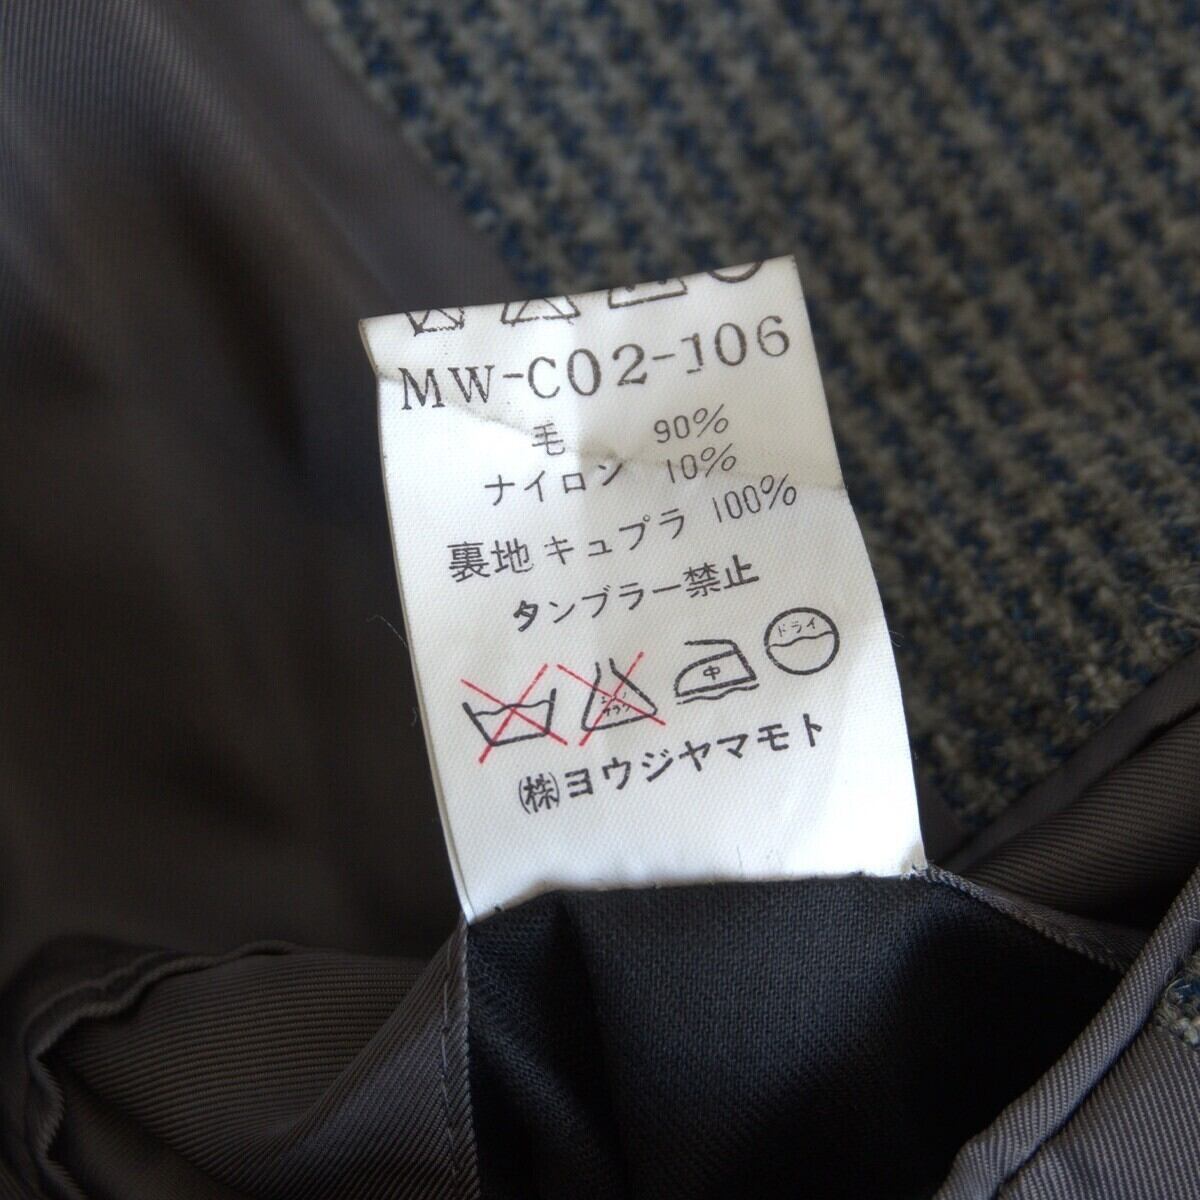 MW-C02-106
毛 90%
ナイロン 10%
裏地 キュプラ 100%
タンブラー禁止
中 ドライ
㈱ヨウジヤマモト